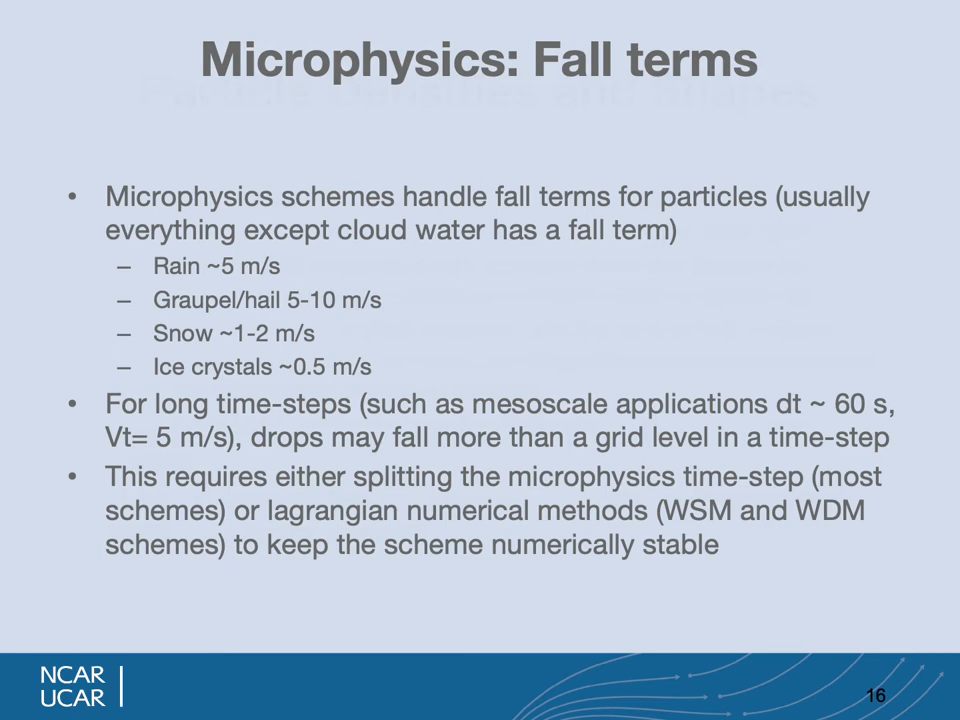 Microphysics: Fall terms
• Microphysics schemes handle fall terms for particles (usually
everything except cloud water has a fall term)
– Rain ~5 m/s
– Graupel/hail 5-10 m/s
– Snow ~1-2 m/s
– Ice crystals ~0.5 m/s
• For long time-steps (such as mesoscale applications dt ~ 60 s,
Vt= 5 m/s), drops may fall more than a grid level in a time-step
• This requires either splitting the microphysics time-step (most
schemes) or lagrangian numerical methods (WSM and WDM
schemes) to keep the scheme numerically stable
NCAR
UCAR
16